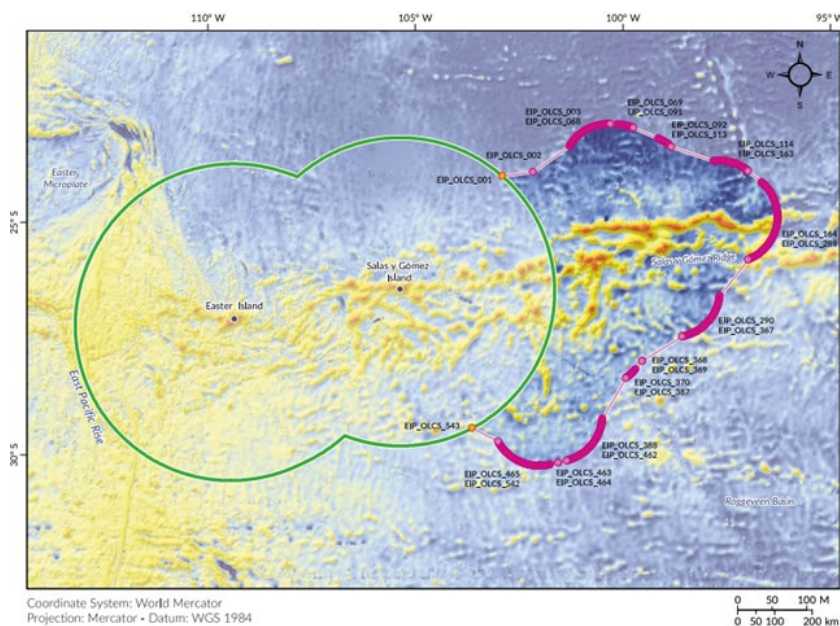 110° W
105° W
100° W
95° W
N
W
E
S
EIP_OLCS_003
EIP_OLCS_068
EIP_OLCS_069
EIP_OLCS_091
EIP_OLCS_092
EIP_OLCS_113
EIP_OLCS_114
EIP_OLCS_163
EIP_OLCS_002
EIP_OLCS_001
Easter
Microplate
25°S
EIP_OLCS_164
EIP_OLCS_289
Salas y Gómez
Island
Salas y Gómez Ridge
Easter Island
EIP_OLCS_290
EIP_OLCS_367
EIP_OLCS_368
EIP_OLCS_369
EIP_OLCS_370
EIP_OLCS_387
East Pacific Rise
EIP_OLCS_543
EIP_OLCS_388
EIP_OLCS_462
30°S
EIP_OLCS_465
EIP_OLCS_542
EIP_OLCS_463
EIP_OLCS_464
Roggeveen Basin
Coordinate System: World Mercator
Projection: Mercator - Datum: WGS 1984
0 50 100 M
0 50 100 200 km